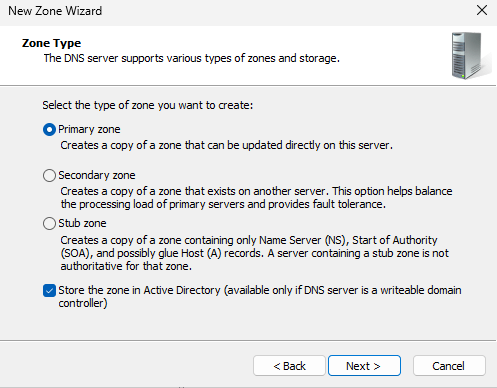 New Zone Wizard
Zone Type
The DNS server supports various types of zones and storage.
Select the type of zone you want to create:
Primary zone
Creates a copy of a zone that can be updated directly on this server.
Secondary zone
Creates a copy of a zone that exists on another server. This option helps balance
the processing load of primary servers and provides fault tolerance.
Stub zone
Creates a copy of a zone containing only Name Server (NS), Start of Authority
(SOA), and possibly glue Host (A) records. A server containing a stub zone is not
authoritative for that zone.
Store the zone in Active Directory (available only if DNS server is a writeable domain
controller)
< Back
Next >
Cancel